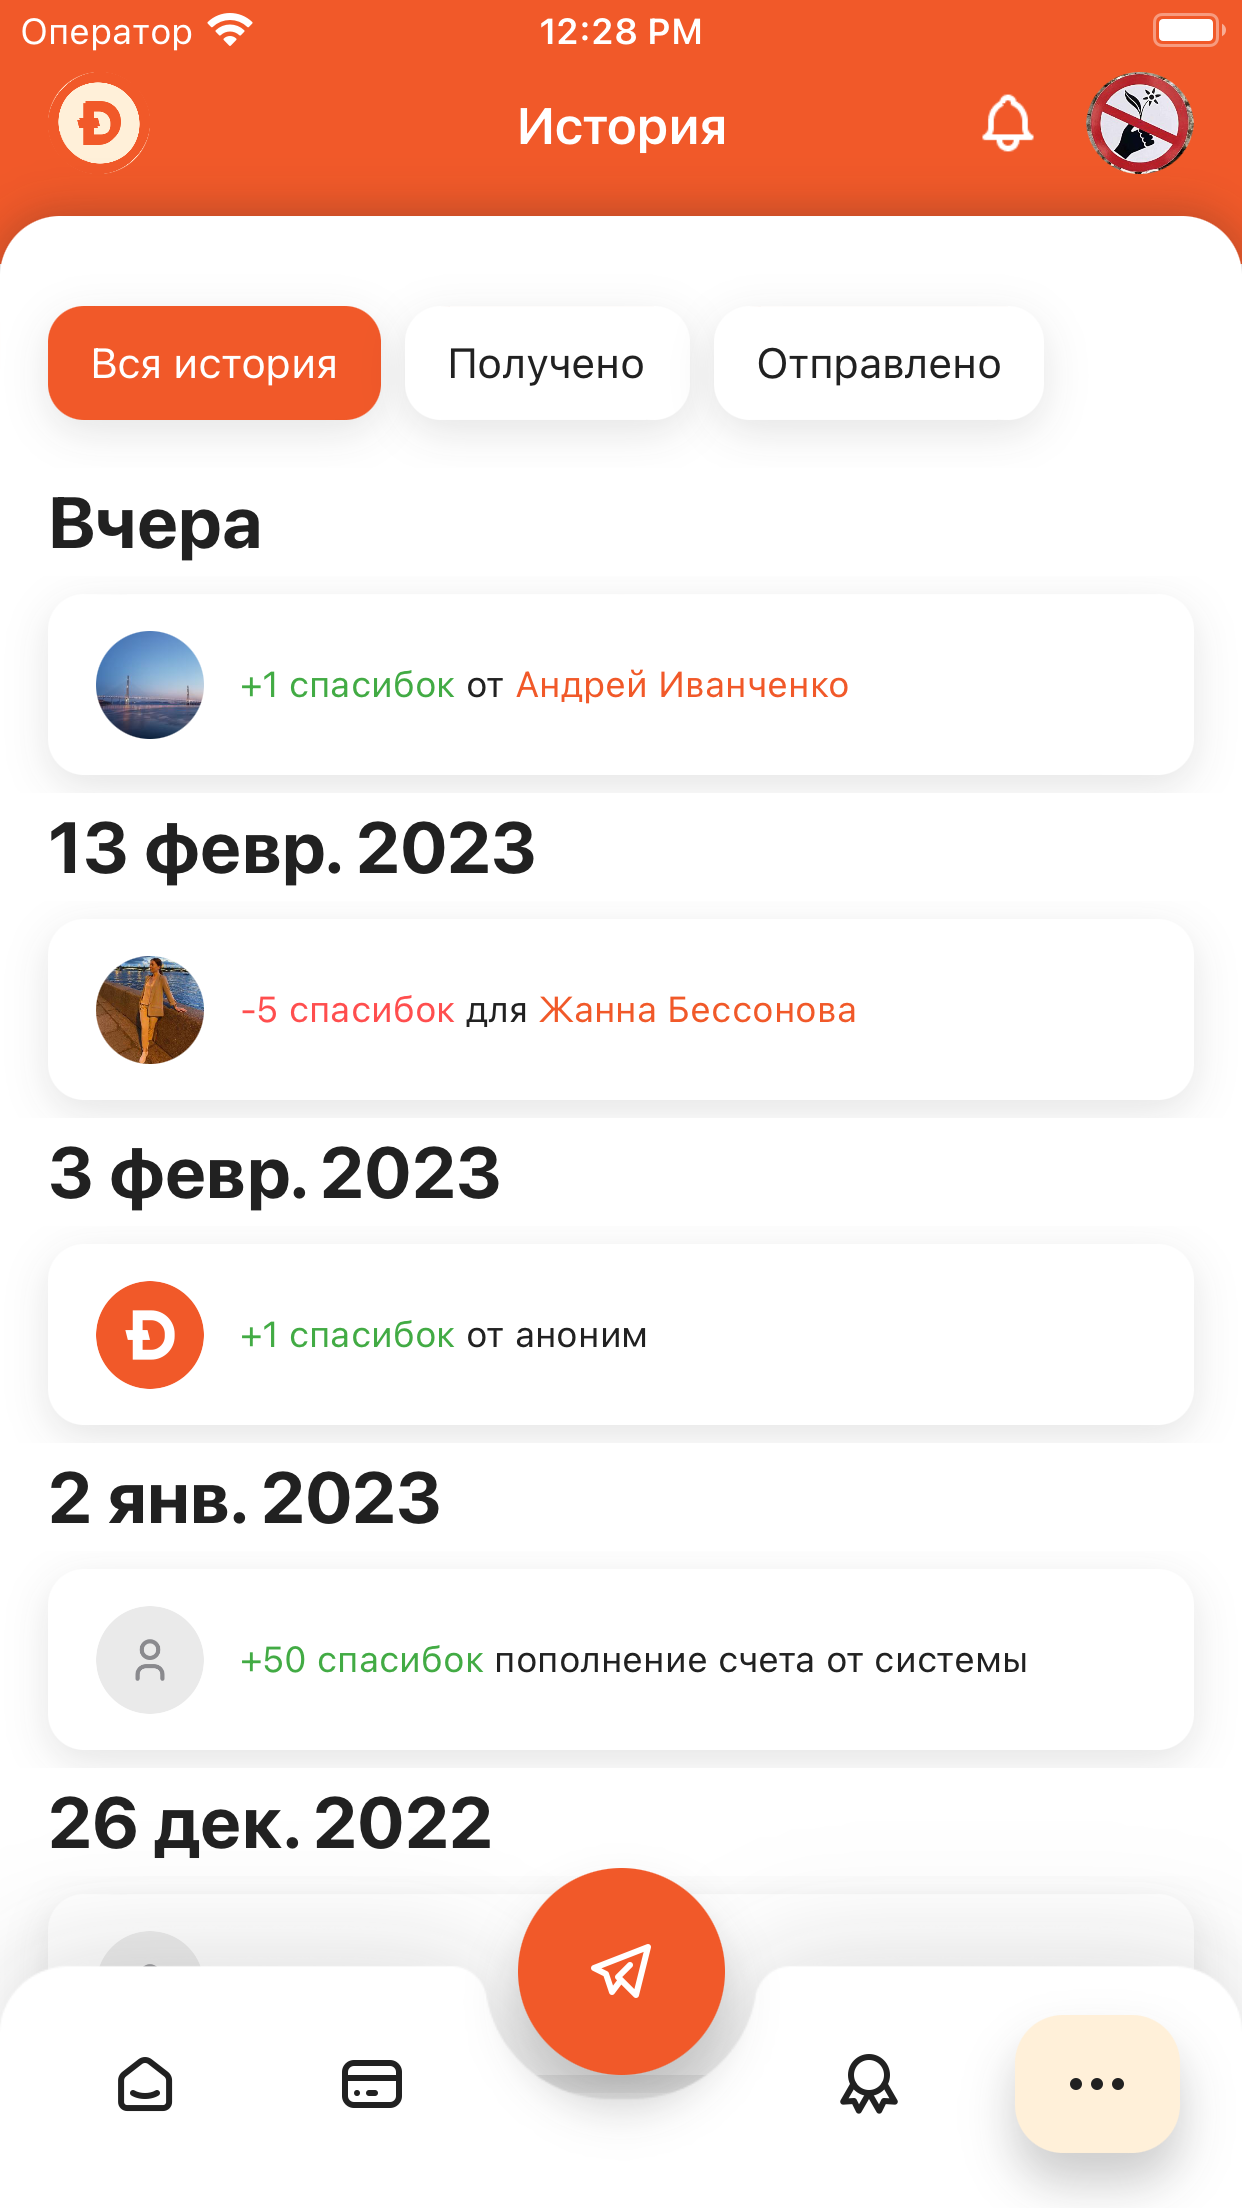 Оператор 12:28 PM
История
Вся история Получено Отправлено
Вчера
+1 спасибок от Андрей Иванченко
13 февр. 2023
-5 спасибок для Жанна Бессонова
3 февр. 2023
+1 спасибок от аноним
2 янв. 2023
+50 спасибок пополнение счета от системы
26 дек. 2022